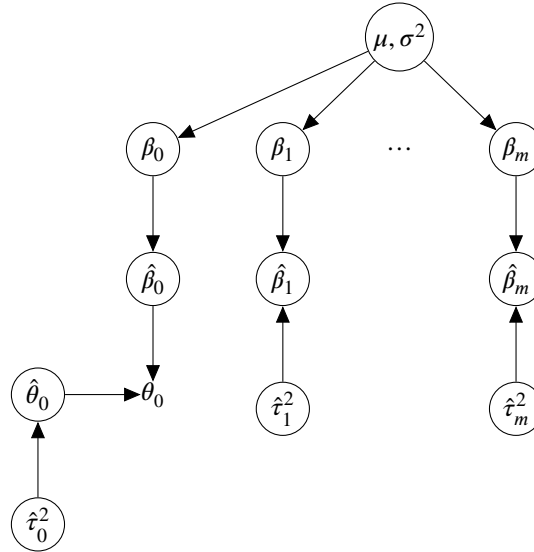 μ, σ²
β₀ β₁ … βₘ
β̂₀ β̂₁ β̂ₘ
θ̂₀ θ₀ τ̂₁² τ̂ₘ²
τ̂₀²